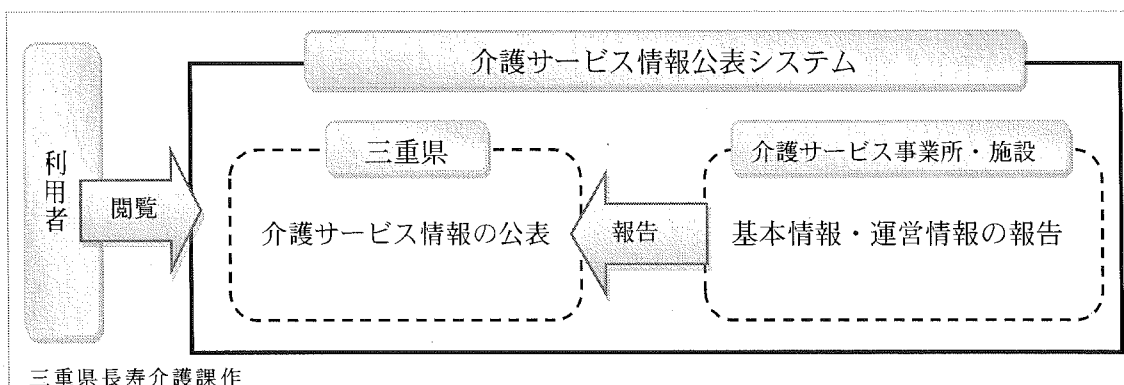 介護サービス情報公表システム
利用者
閲覧
三重県
介護サービス情報の公表
報告
介護サービス事業所・施設
基本情報・運営情報の報告
三重県長寿介護課作